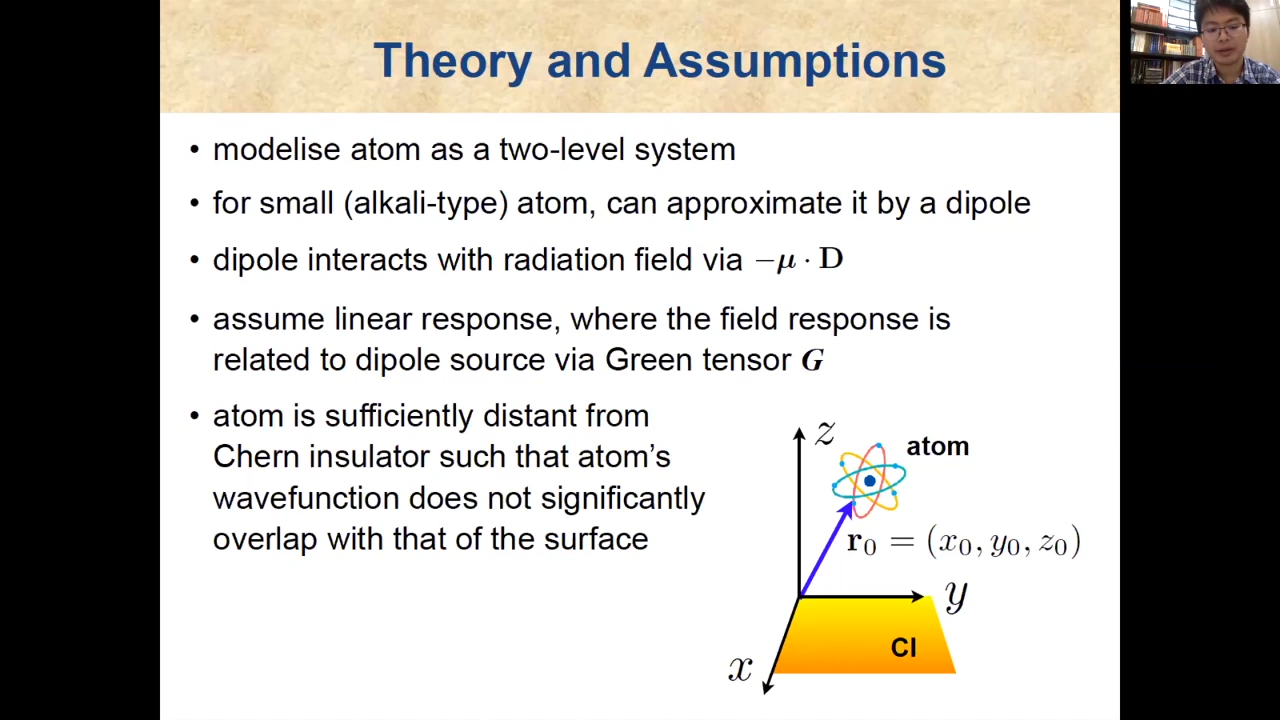 Theory and Assumptions
• modelise atom as a two-level system
• for small (alkali-type) atom, can approximate it by a dipole
• dipole interacts with radiation field via −μ · D
• assume linear response, where the field response is
related to dipole source via Green tensor G
• atom is sufficiently distant from
Chern insulator such that atom's
wavefunction does not significantly
overlap with that of the surface
z
atom
r₀ = (x₀, y₀, z₀)
y
CI
x